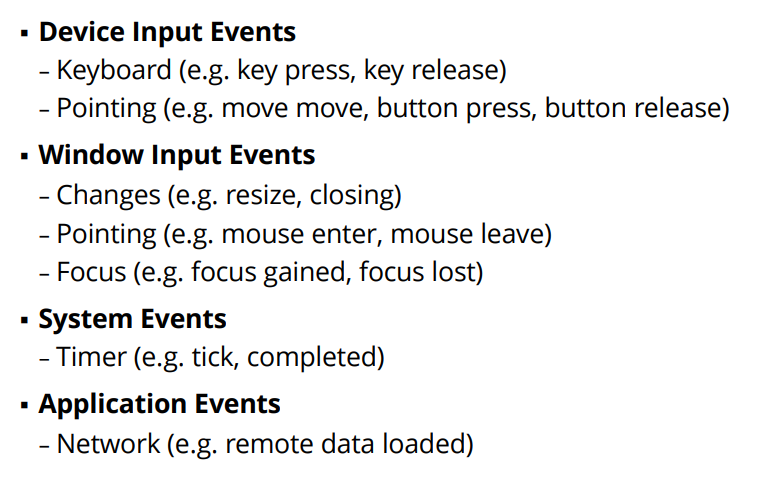 ▪ Device Input Events
– Keyboard (e.g. key press, key release)
– Pointing (e.g. move move, button press, button release)
▪ Window Input Events
– Changes (e.g. resize, closing)
– Pointing (e.g. mouse enter, mouse leave)
– Focus (e.g. focus gained, focus lost)
▪ System Events
– Timer (e.g. tick, completed)
▪ Application Events
– Network (e.g. remote data loaded)